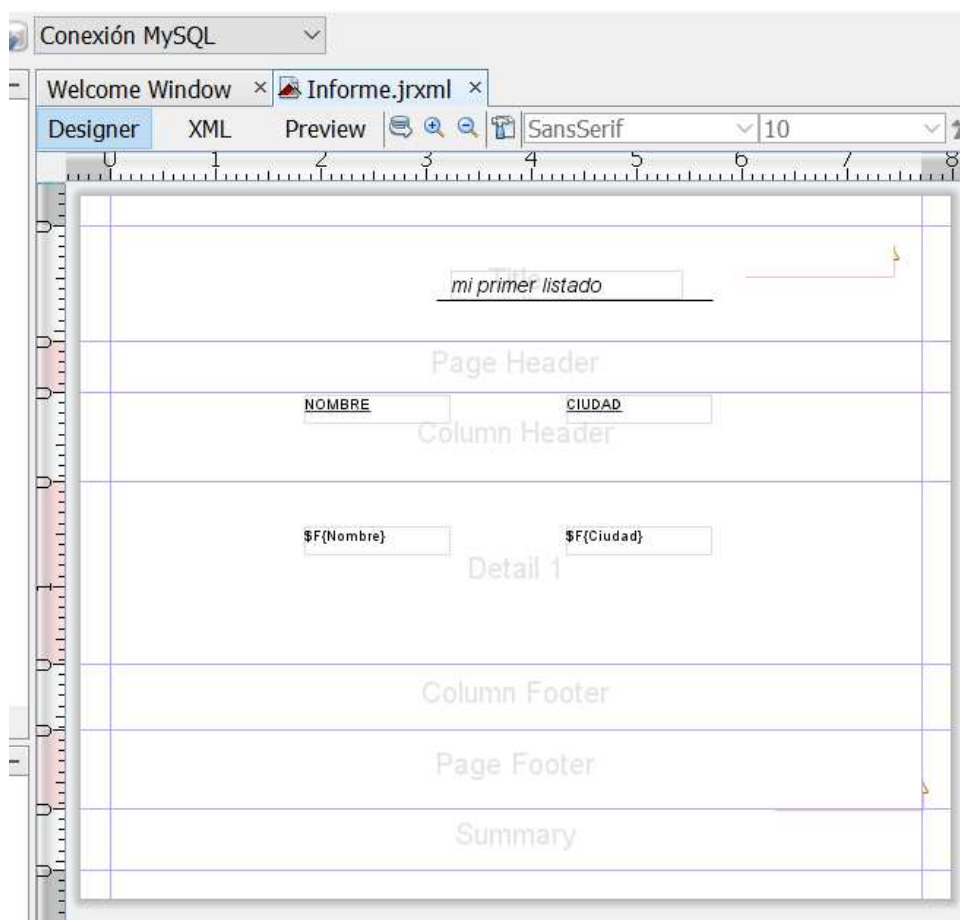 Conexión MySQL
Welcome Window × Informe.jrxml ×
Designer XML Preview SansSerif 10
0 1 2 3 4 5 6 7 8
Title
mi primer listado
Page Header
NOMBRE CIUDAD
Column Header
$F{Nombre} $F{Ciudad}
Detail 1
1
Column Footer
Page Footer
Summary